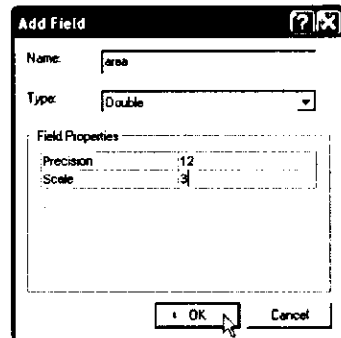 Add Field
Name: area
Type: Double
Field Properties
Precision 12
Scale 3
OK Cancel